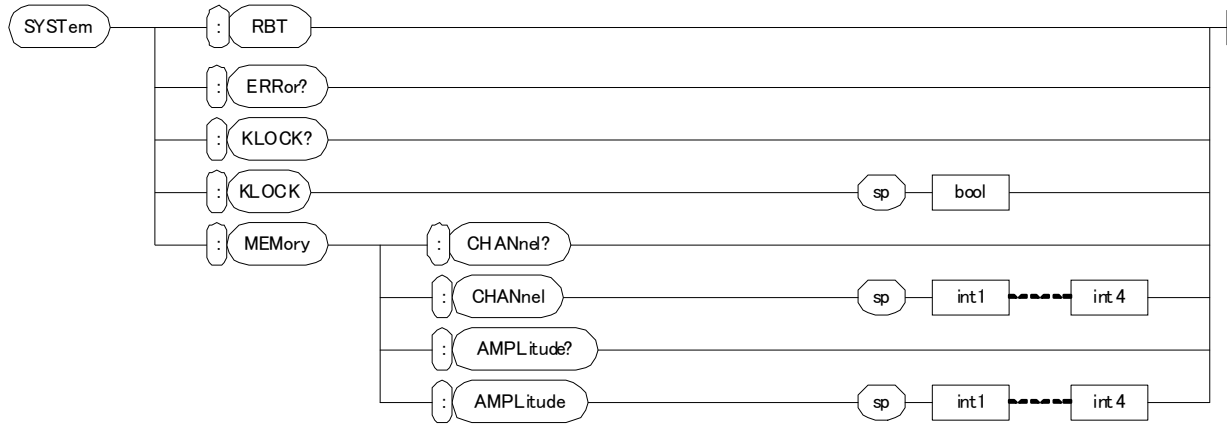 SYSTem : RBT
: ERRor?
: KLOCK?
: KLOCK sp bool
: MEMory : CHANnel?
: CHANnel sp int1 int4
: AMPLitude?
: AMPLitude sp int1 int4